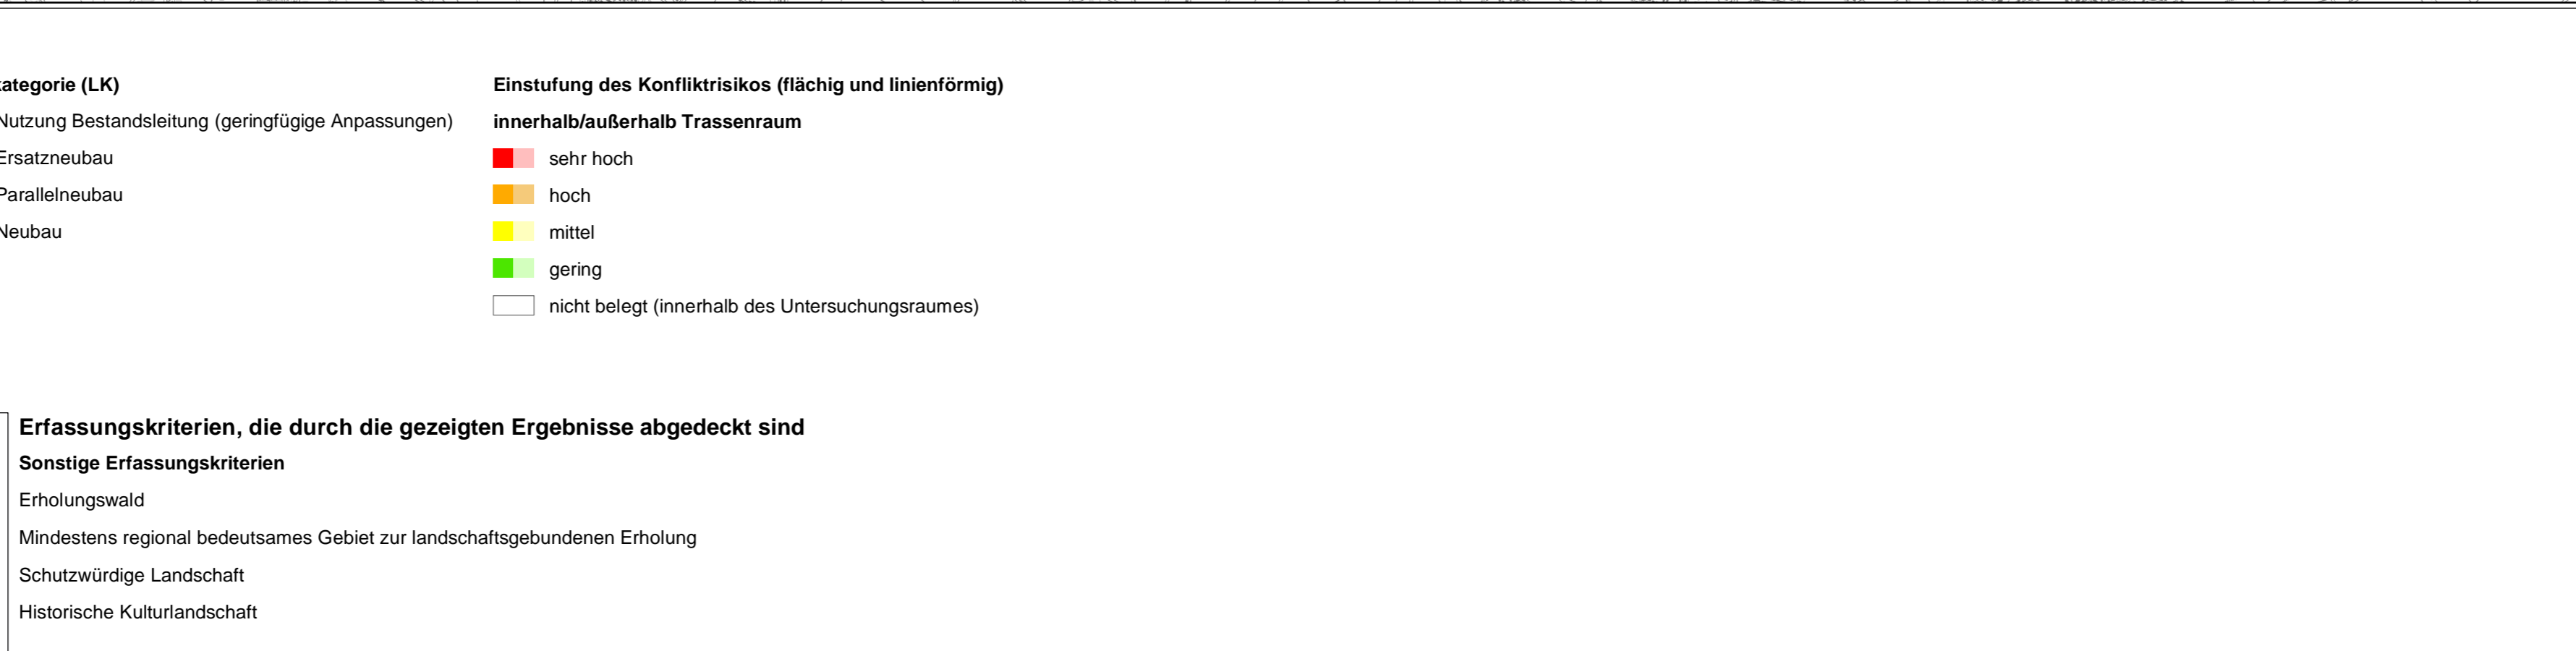 kategorie (LK)
Nutzung Bestandsleitung (geringfügige Anpassungen)
Ersatzneubau
Parallelneubau
Neubau
Einstufung des Konfliktrisikos (flächig und linienförmig)
innerhalb/außerhalb Trassenraum
sehr hoch
hoch
mittel
gering
nicht belegt (innerhalb des Untersuchungsraumes)
Erfassungskriterien, die durch die gezeigten Ergebnisse abgedeckt sind
Sonstige Erfassungskriterien
Erholungswald
Mindestens regional bedeutsames Gebiet zur landschaftsgebundenen Erholung
Schutzwürdige Landschaft
Historische Kulturlandschaft